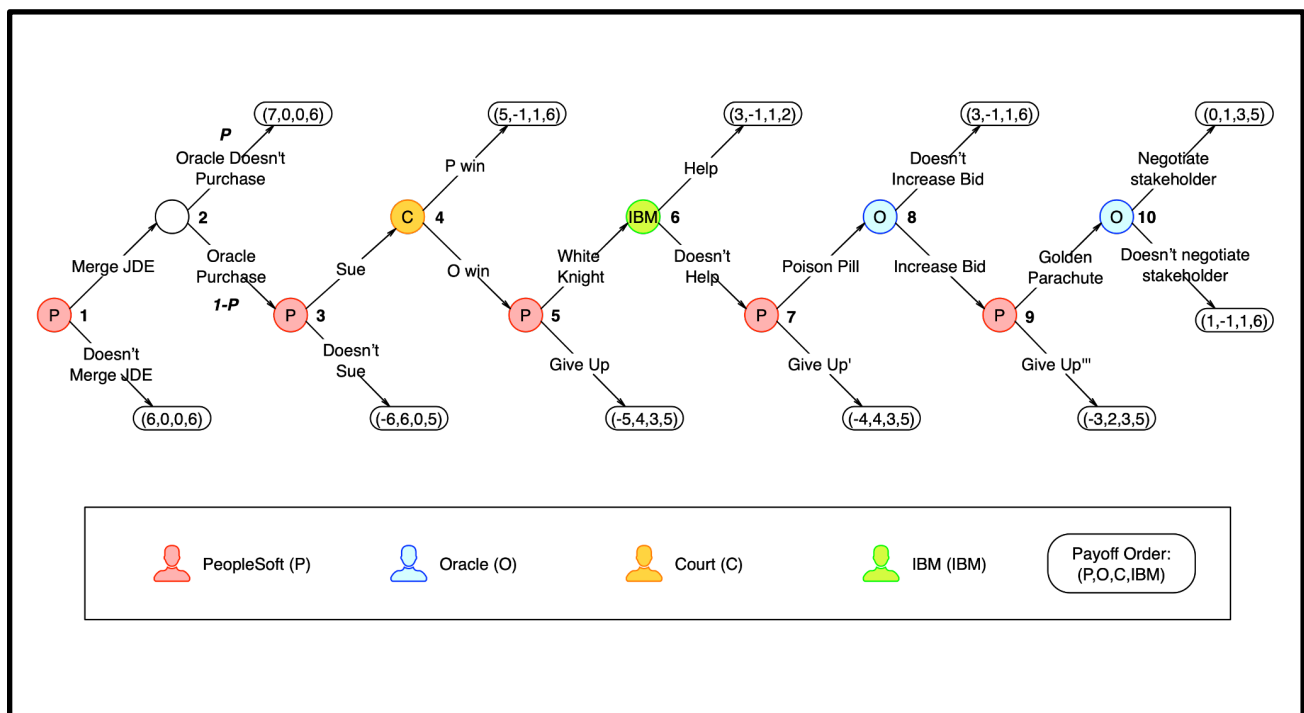 (7,0,0,6)
(5,-1,1,6)
(3,-1,1,2)
(3,-1,1,6)
(0,1,3,5)
P
Oracle Doesn't
Purchase
P win
Help
Doesn't
Increase Bid
Negotiate
stakeholder
2
C
4
IBM
6
O
8
O
10
Merge JDE
Oracle
Purchase
1-P
Sue
O win
White
Knight
Doesn't
Help
Poison Pill
Increase Bid
Golden
Parachute
Doesn't negotiate
stakeholder
P
1
P
3
P
5
P
7
P
9
(1,-1,1,6)
Doesn't
Merge JDE
Doesn't
Sue
Give Up
Give Up'
Give Up'''
(6,0,0,6)
(-6,6,0,5)
(-5,4,3,5)
(-4,4,3,5)
(-3,2,3,5)
PeopleSoft (P)
Oracle (O)
Court (C)
IBM (IBM)
Payoff Order:
(P,O,C,IBM)